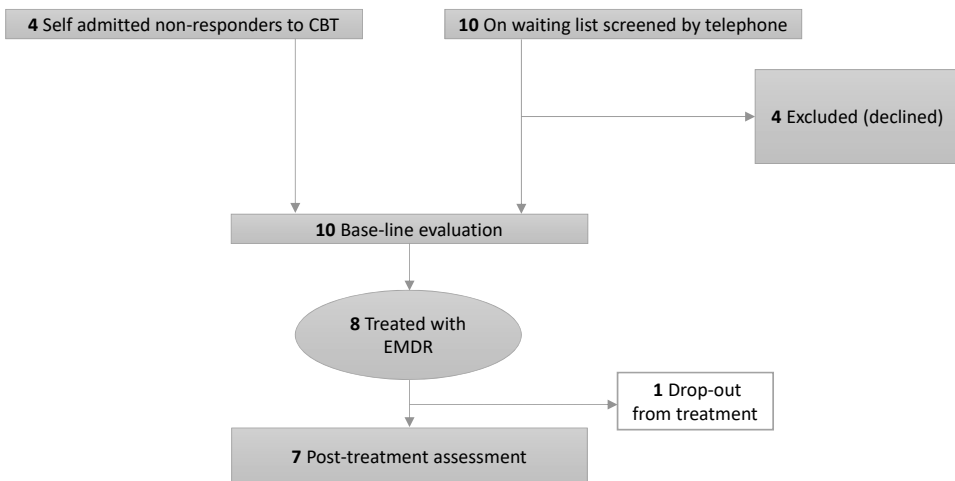 4 Self admitted non-responders to CBT
10 On waiting list screened by telephone
4 Excluded (declined)
10 Base-line evaluation
8 Treated with
EMDR
1 Drop-out
from treatment
7 Post-treatment assessment